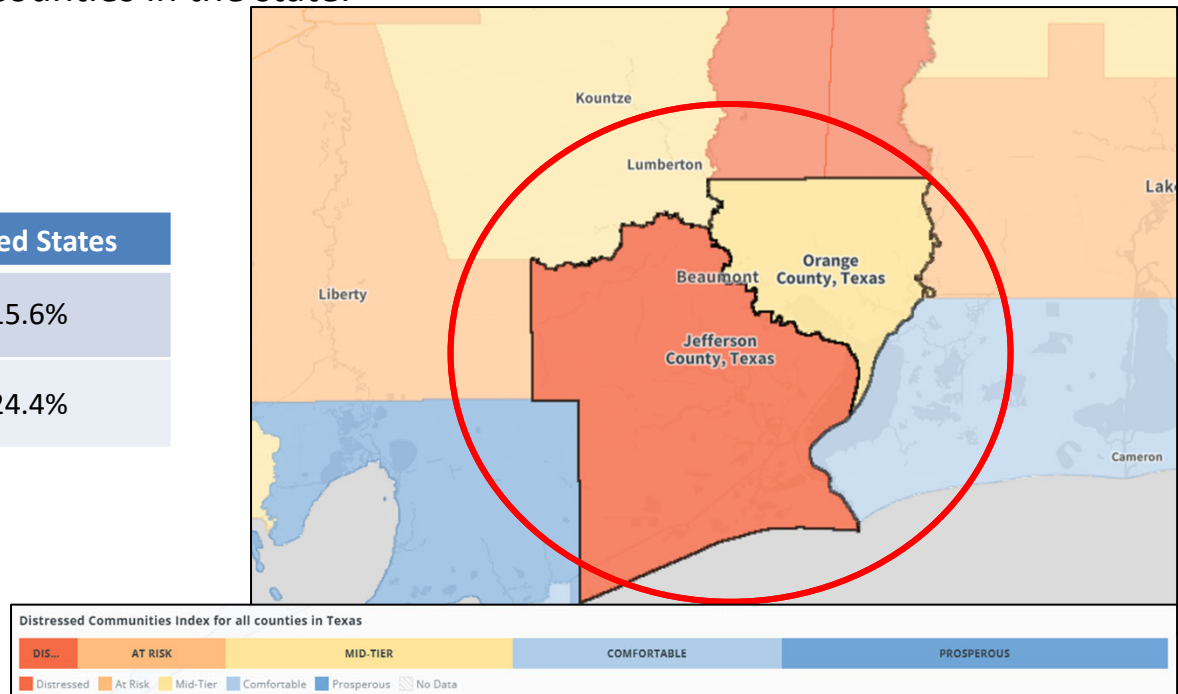 counties in the state.
ed States
15.6%
24.4%
Kountze
Lumberton
Lak
Orange
County, Texas
Beaumont
Liberty
Jefferson
County, Texas
Cameron
Distressed Communities Index for all counties in Texas
DIS... AT RISK MID-TIER COMFORTABLE PROSPEROUS
Distressed At Risk Mid-Tier Comfortable Prosperous No Data